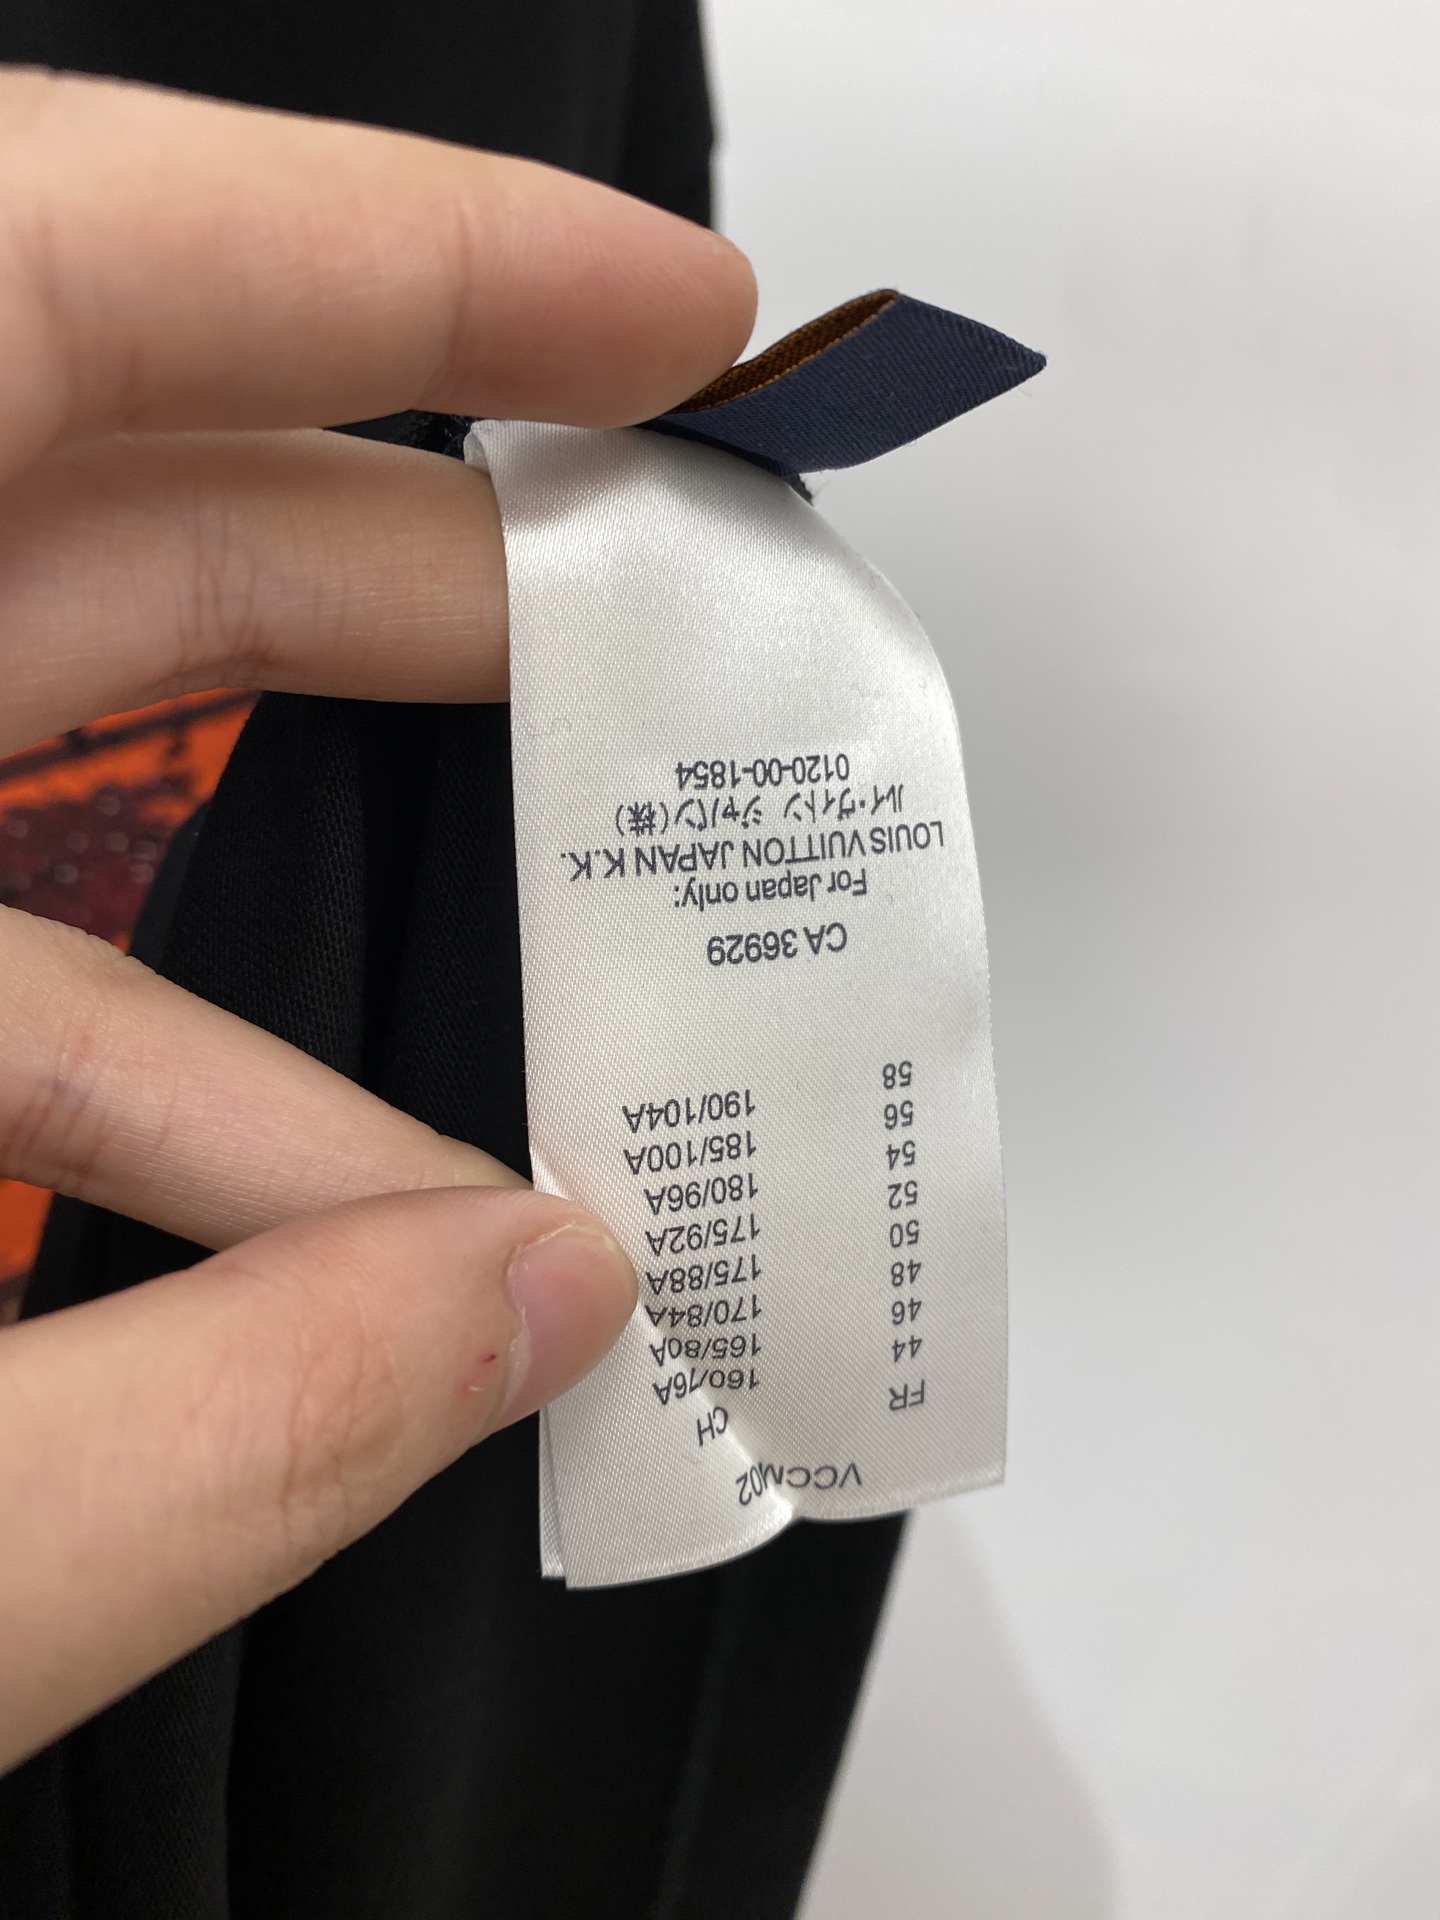 VCCM02
FR CH
44 160/76A
46 165/80A
48 170/84A
50 175/88A
52 175/92A
54 180/96A
56 185/100A
58 190/104A
CA 36929
For Japan only:
LOUIS VUITTON JAPAN K.K.
ルイ・ヴィトン ジャパン(株)
0120-00-1854